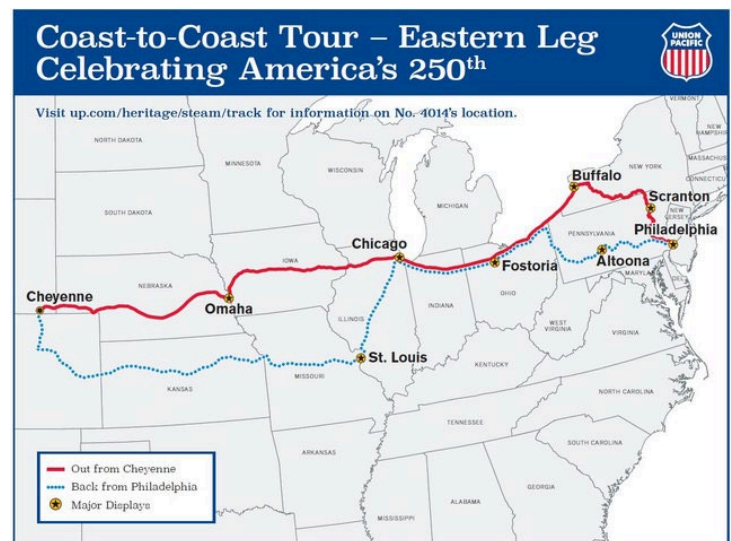 Coast-to-Coast Tour – Eastern Leg
Celebrating America's 250th
UNION
PACIFIC
Visit up.com/heritage/steam/track for information on No. 4014's location.
VERMONT
NEW
HAMPSHIR
NORTH DAKOTA
MINNESOTA
WISCONSIN
MICHIGAN
NEW YORK
MASSACHUS
CONNECTICU
SOUTH DAKOTA
Buffalo
Scranton
NEW
JERSEY
Philadelphia
PENNSYLVANIA
Altoona
MARYLAN
DEL
Chicago
Fostoria
IOWA
NEBRASKA
Cheyenne
Omaha
ILLINOIS
INDIANA
OHIO
WEST
VIRGINIA
VIRGINIA
St. Louis
KENTUCKY
KANSAS
MISSOURI
NORTH CAROLINA
TENNESSEE
SOUTH CAROLINA
ARKANSAS
GEORGIA
ALABAMA
MISSISSIPPI
Out from Cheyenne
Back from Philadelphia
Major Displays